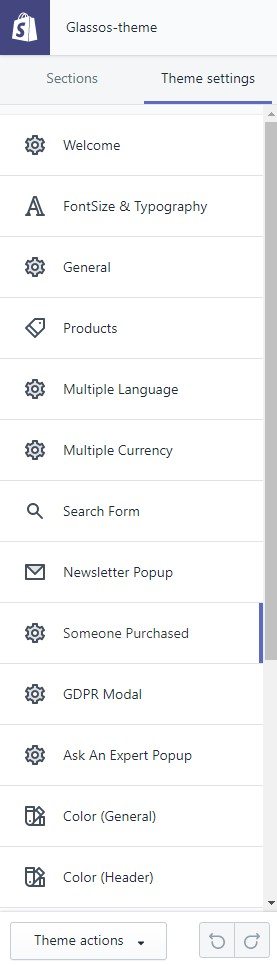 Glassos-theme
Sections Theme settings
Welcome
FontSize & Typography
General
Products
Multiple Language
Multiple Currency
Search Form
Newsletter Popup
Someone Purchased
GDPR Modal
Ask An Expert Popup
Color (General)
Color (Header)
Theme actions